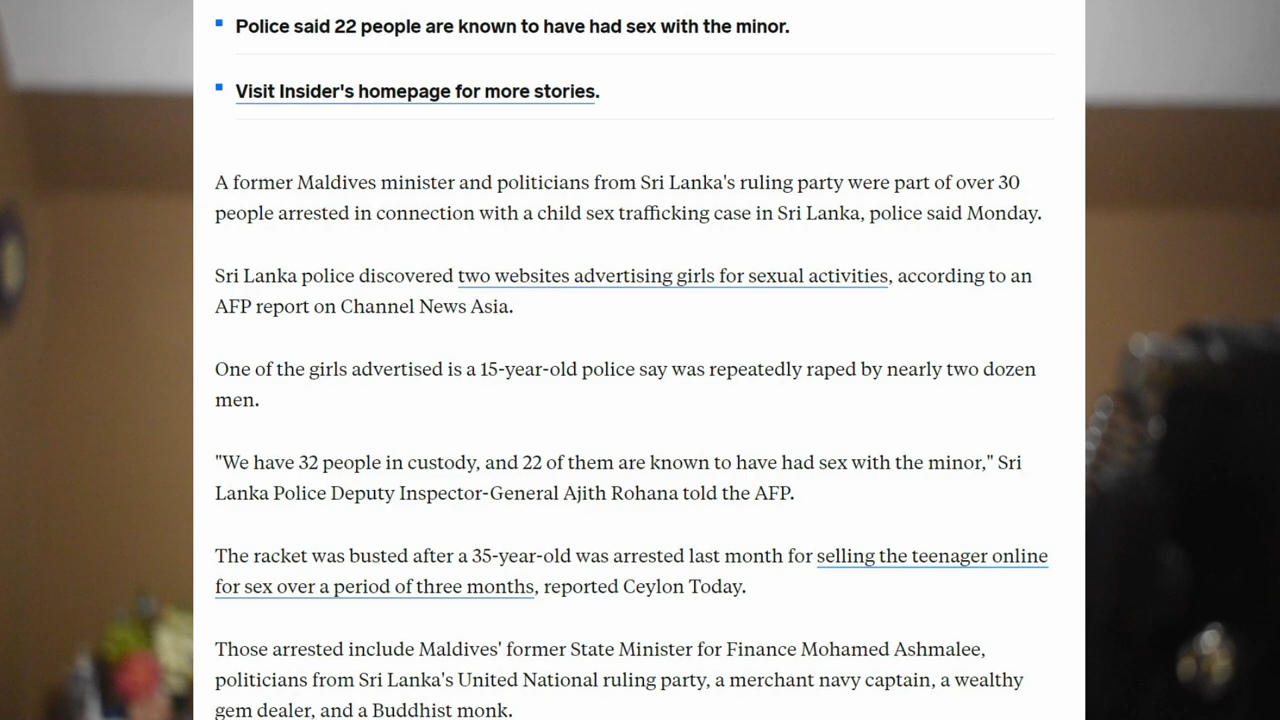 Police said 22 people are known to have had sex with the minor.
Visit Insider's homepage for more stories.
A former Maldives minister and politicians from Sri Lanka's ruling party were part of over 30
people arrested in connection with a child sex trafficking case in Sri Lanka, police said Monday.
Sri Lanka police discovered two websites advertising girls for sexual activities, according to an
AFP report on Channel News Asia.
One of the girls advertised is a 15-year-old police say was repeatedly raped by nearly two dozen
men.
"We have 32 people in custody, and 22 of them are known to have had sex with the minor," Sri
Lanka Police Deputy Inspector-General Ajith Rohana told the AFP.
The racket was busted after a 35-year-old was arrested last month for selling the teenager online
for sex over a period of three months, reported Ceylon Today.
Those arrested include Maldives' former State Minister for Finance Mohamed Ashmalee,
politicians from Sri Lanka's United National ruling party, a merchant navy captain, a wealthy
gem dealer, and a Buddhist monk.